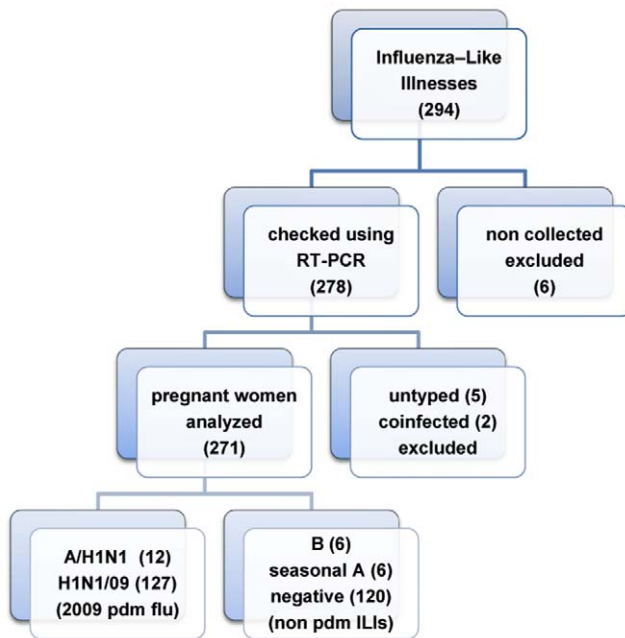 Influenza–Like
Illnesses
(294)
checked using
RT-PCR
(278)
non collected
excluded
(6)
pregnant women
analyzed
(271)
untyped (5)
coinfected (2)
excluded
A/H1N1 (12)
H1N1/09 (127)
(2009 pdm flu)
B (6)
seasonal A (6)
negative (120)
(non pdm ILIs)